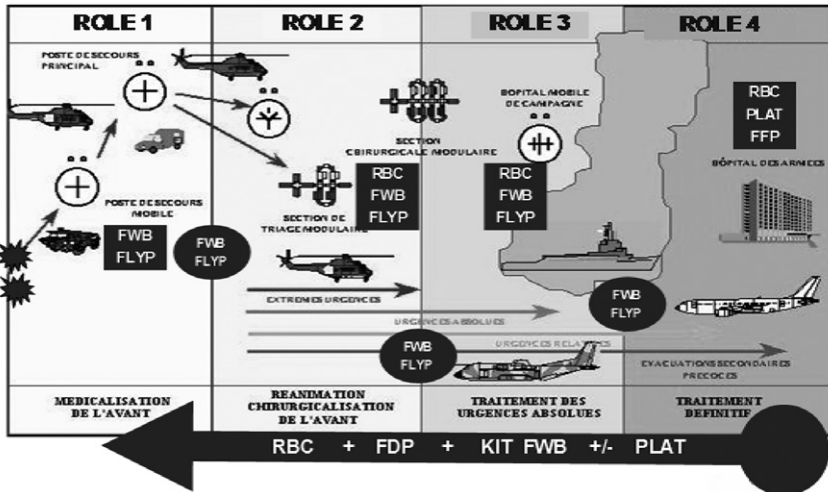 ROLE 1
ROLE 2
ROLE 3
ROLE 4
POSTE DE SECOURS
PRINCIPAL
POSTE DE SECOURS
MOBILE
FWB
FLYP
FWB
FLYP
SECTION
CHIRURGICALE MODULAIRE
SECTION DE
TRIAGE MODULAIRE
RBC
FWB
FLYP
EXTREMES URGENCES
URGENCES ABSOLUES
URGENCES RELATIVES
FWB
FLYP
HOPITAL MOBILE
DE CAMPAGNE
RBC
FWB
FLYP
FWB
FLYP
RBC
PLAT
FFP
HÔPITAL DES ARMEES
EVACUATIONS SECONDAIRES
PRECOCES
MEDICALISATION
DE L'AVANT
REANIMATION
CHIRURGICALISATION
DE L'AVANT
TRAITEMENT DES
URGENCES ABSOLUES
TRAITEMENT
DEFINITIF
RBC + FDP + KIT FWB +/- PLAT